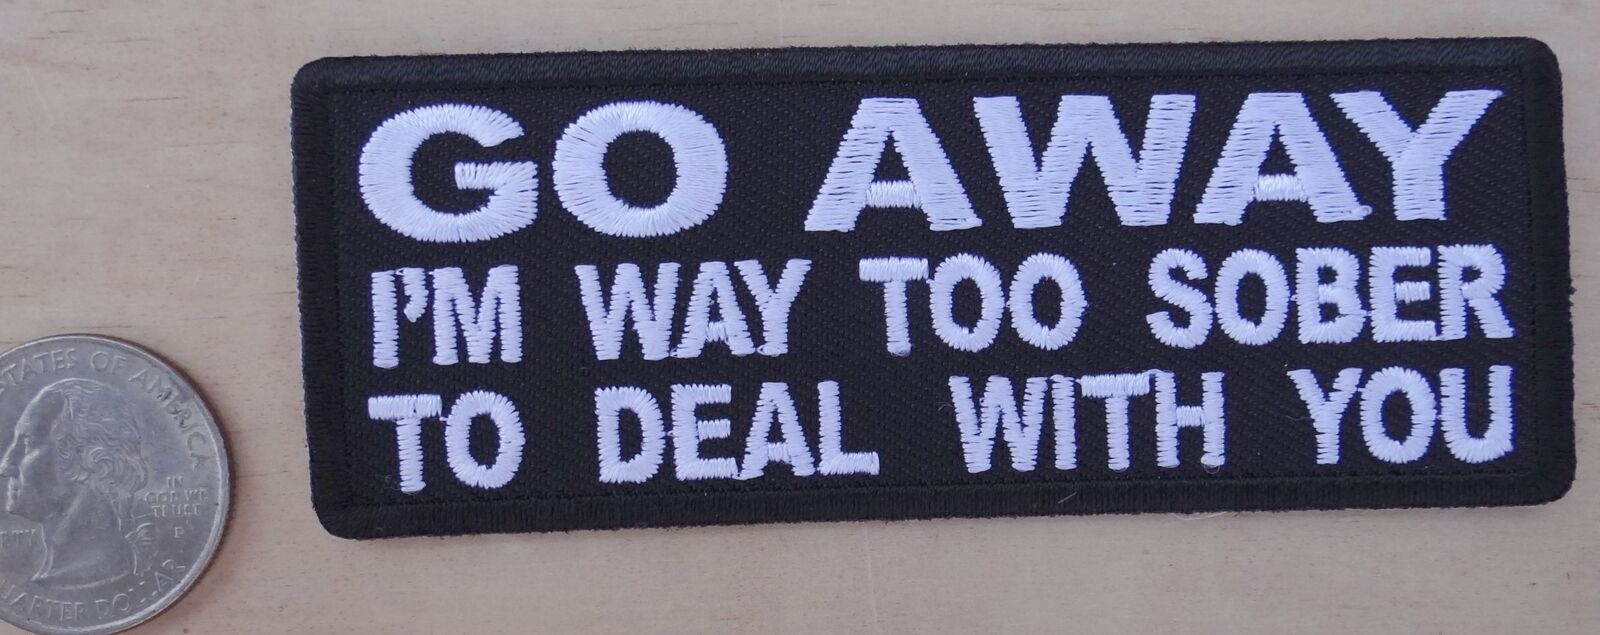 GO AWAY
I'M WAY TOO SOBER
TO DEAL WITH YOU
STATES OF AMERICA
IN
GOD WE
TRUST
P
QUARTER DOLLAR